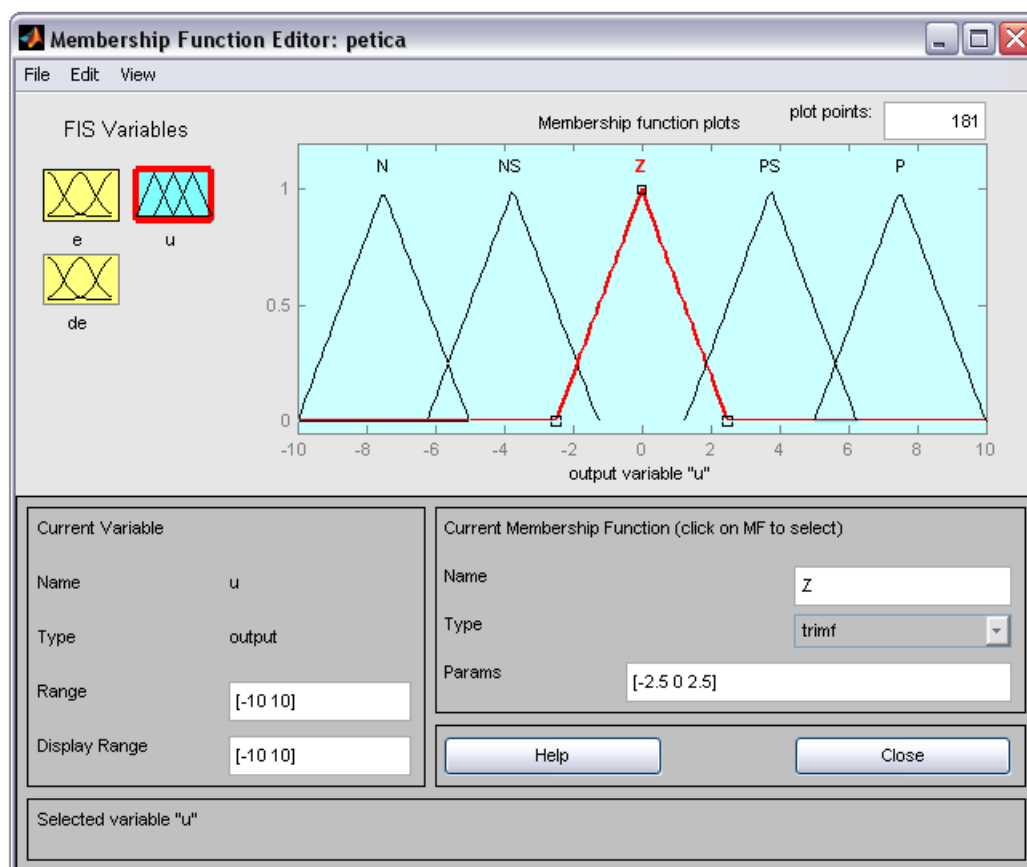 Membership Function Editor: petica
File Edit View
FIS Variables
Membership function plots
plot points: 181
e
u
de
N NS Z PS P
1
0.5
0
-10 -8 -6 -4 -2 0 2 4 6 8 10
output variable "u"
Current Variable
Name u
Type output
Range [-10 10]
Display Range [-10 10]
Current Membership Function (click on MF to select)
Name Z
Type trimf
Params [-2.5 0 2.5]
Help Close
Selected variable "u"